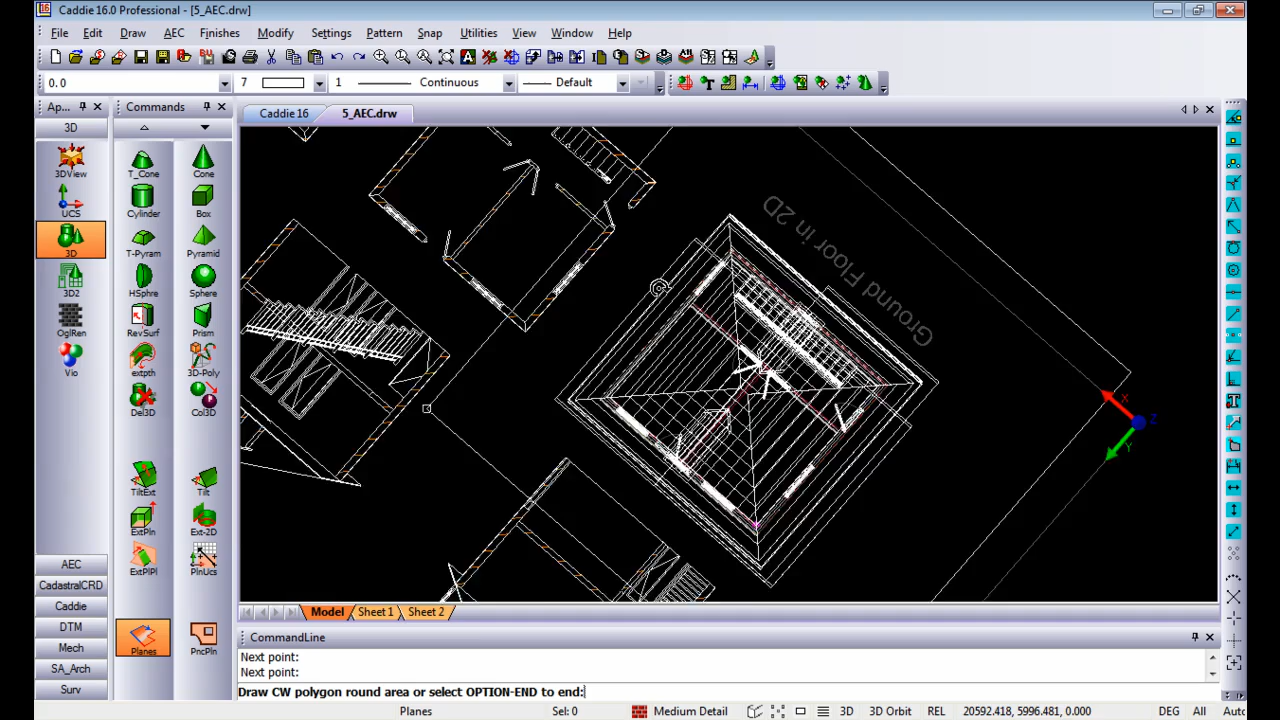 Caddie 16.0 Professional - [5_AEC.drw]
File Edit Draw AEC Finishes Modify Settings Pattern Snap Utilities View Window Help
0.0 7 1 Continuous Default
Ap... Commands
Caddie 16 5_AEC.drw
3D
3DView T_Cone Cone
UCS Cylinder Box
3D T-Pyram Pyramid
3D2 HSphre Sphere
OglRen RevSurf Prism
Vio extpth 3D-Poly
Del3D Col3D
TiltExt Tilt
ExtPln Ext-2D
ExtPlPl PlnUcs
AEC
CadastralCRD
Caddie
DTM
Mech
SA_Arch
Surv
Planes PncPln
Ground Floor in 2D
X
Y
Z
Model Sheet 1 Sheet 2
CommandLine
Next point:
Next point:
Draw CW polygon round area or select OPTION-END to end:
Planes Sel: 0 Medium Detail 3D 3D Orbit REL 20592.418, 5996.481, 0.000 DEG All Auto